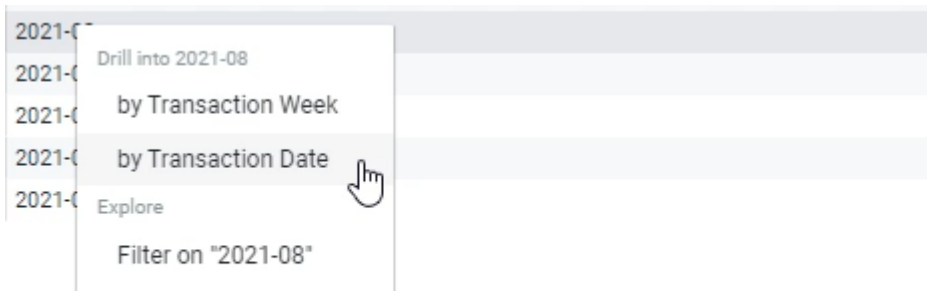 2021-0
Drill into 2021-08
2021-0
by Transaction Week
2021-0
2021-0
by Transaction Date
2021-0
Explore
Filter on "2021-08"